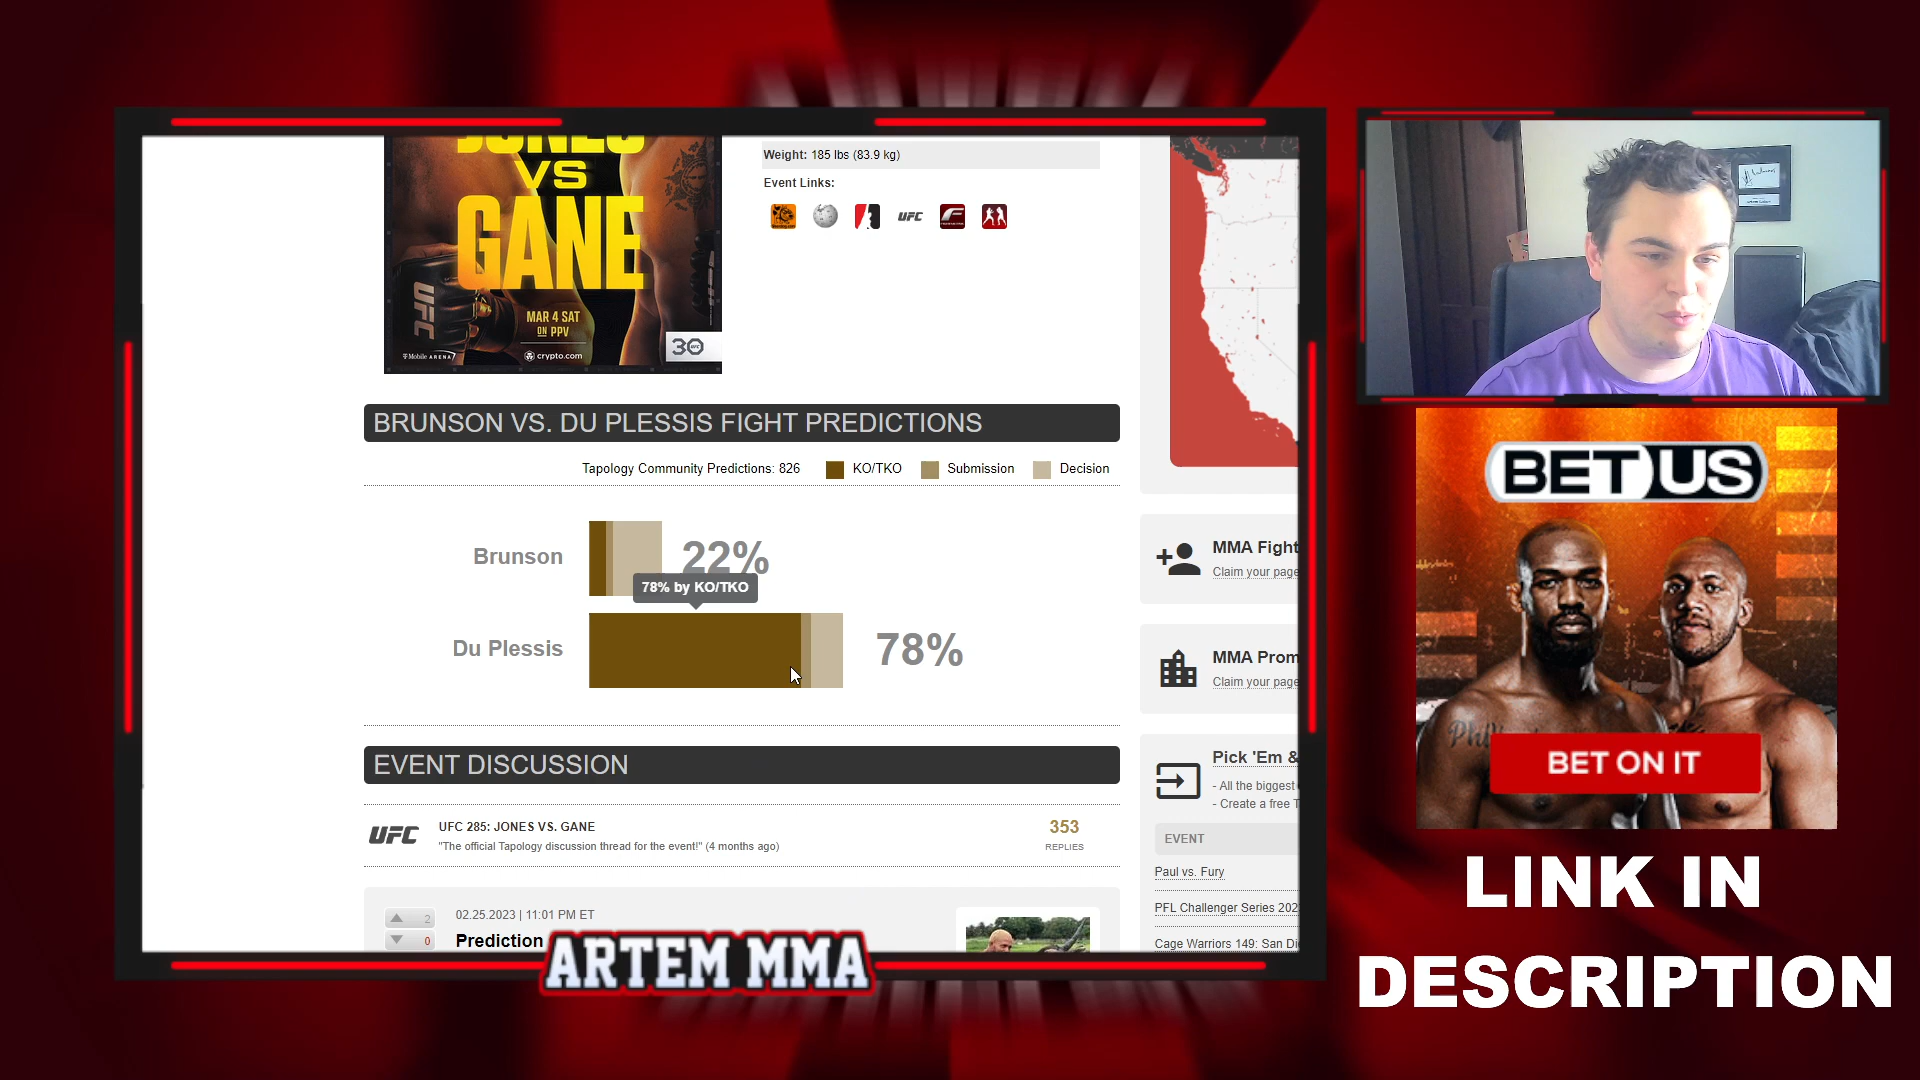 JONES
VS
GANE
UFC
MAR 4 SAT
ON PPV
T Mobile ARENA
crypto.com
30
Weight: 185 lbs (83.9 kg)
Event Links:
UFC
BRUNSON VS. DU PLESSIS FIGHT PREDICTIONS
Tapology Community Predictions: 826
KO/TKO
Submission
Decision
Brunson
22%
78% by KO/TKO
Du Plessis
78%
EVENT DISCUSSION
UFC
UFC 285: JONES VS. GANE
"The official Tapology discussion thread for the event!" (4 months ago)
353
REPLIES
2
0
02.25.2023 | 11:01 PM ET
Prediction
ARTEM MMA
MMA Fight
Claim your page
MMA Prom
Claim your page
Pick 'Em &
- All the biggest
- Create a free T
EVENT
Paul vs. Fury
PFL Challenger Series 202
Cage Warriors 149: San Di
BETUS
BET ON IT
LINK IN
DESCRIPTION